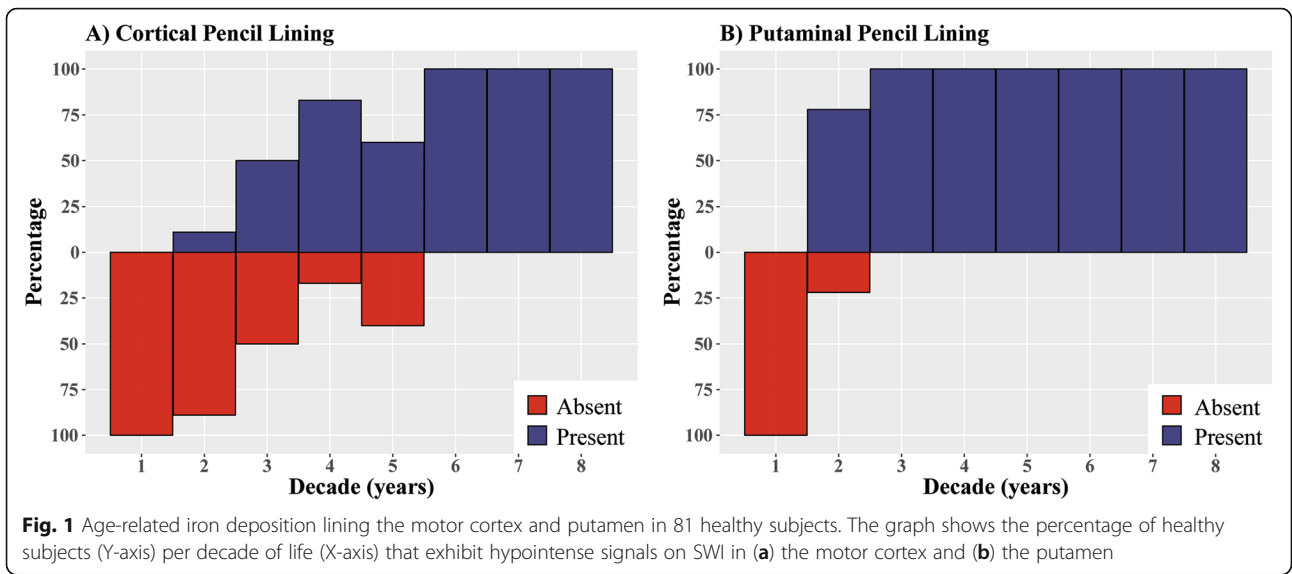 A) Cortical Pencil Lining
100
75
50
25
0
25
50
75
100
Percentage
1 2 3 4 5 6 7 8
Decade (years)
Absent
Present
B) Putaminal Pencil Lining
100
75
50
25
0
25
50
75
100
Percentage
1 2 3 4 5 6 7 8
Decade (years)
Absent
Present
Fig. 1 Age-related iron deposition lining the motor cortex and putamen in 81 healthy subjects. The graph shows the percentage of healthy
subjects (Y-axis) per decade of life (X-axis) that exhibit hypointense signals on SWI in (a) the motor cortex and (b) the putamen